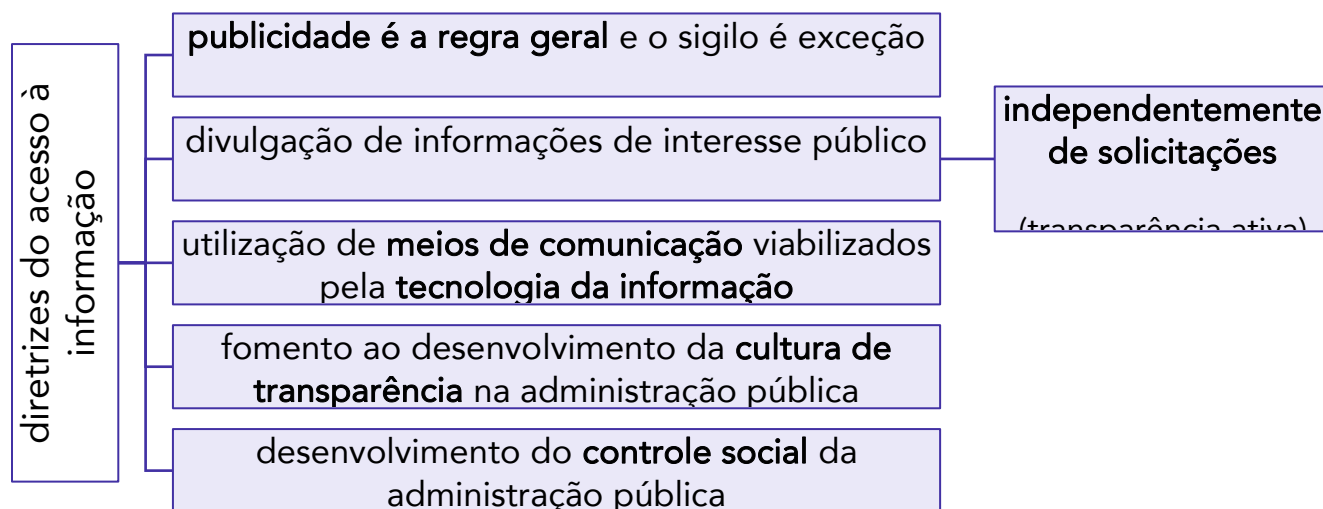 diretrizes do acesso à
informação
publicidade é a regra geral e o sigilo é exceção
divulgação de informações de interesse público
independentemente
de solicitações
(transparência ativa)
utilização de meios de comunicação viabilizados
pela tecnologia da informação
fomento ao desenvolvimento da cultura de
transparência na administração pública
desenvolvimento do controle social da
administração pública